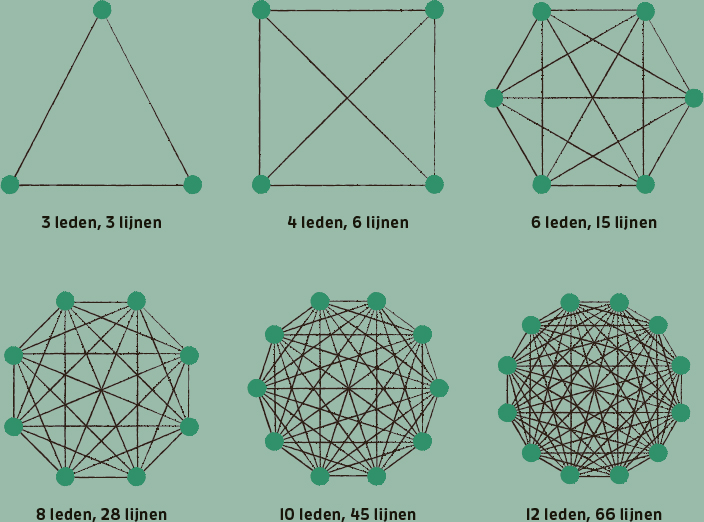 3 leden, 3 lijnen
4 leden, 6 lijnen
6 leden, 15 lijnen
8 leden, 28 lijnen
10 leden, 45 lijnen
12 leden, 66 lijnen